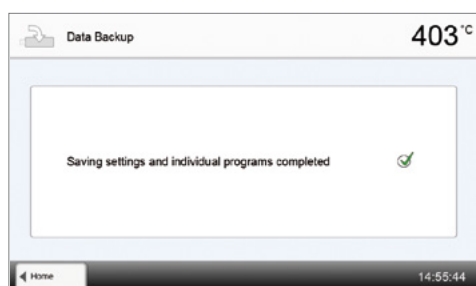 Data Backup
403 °C
Saving settings and individual programs completed
Home
14:55:44